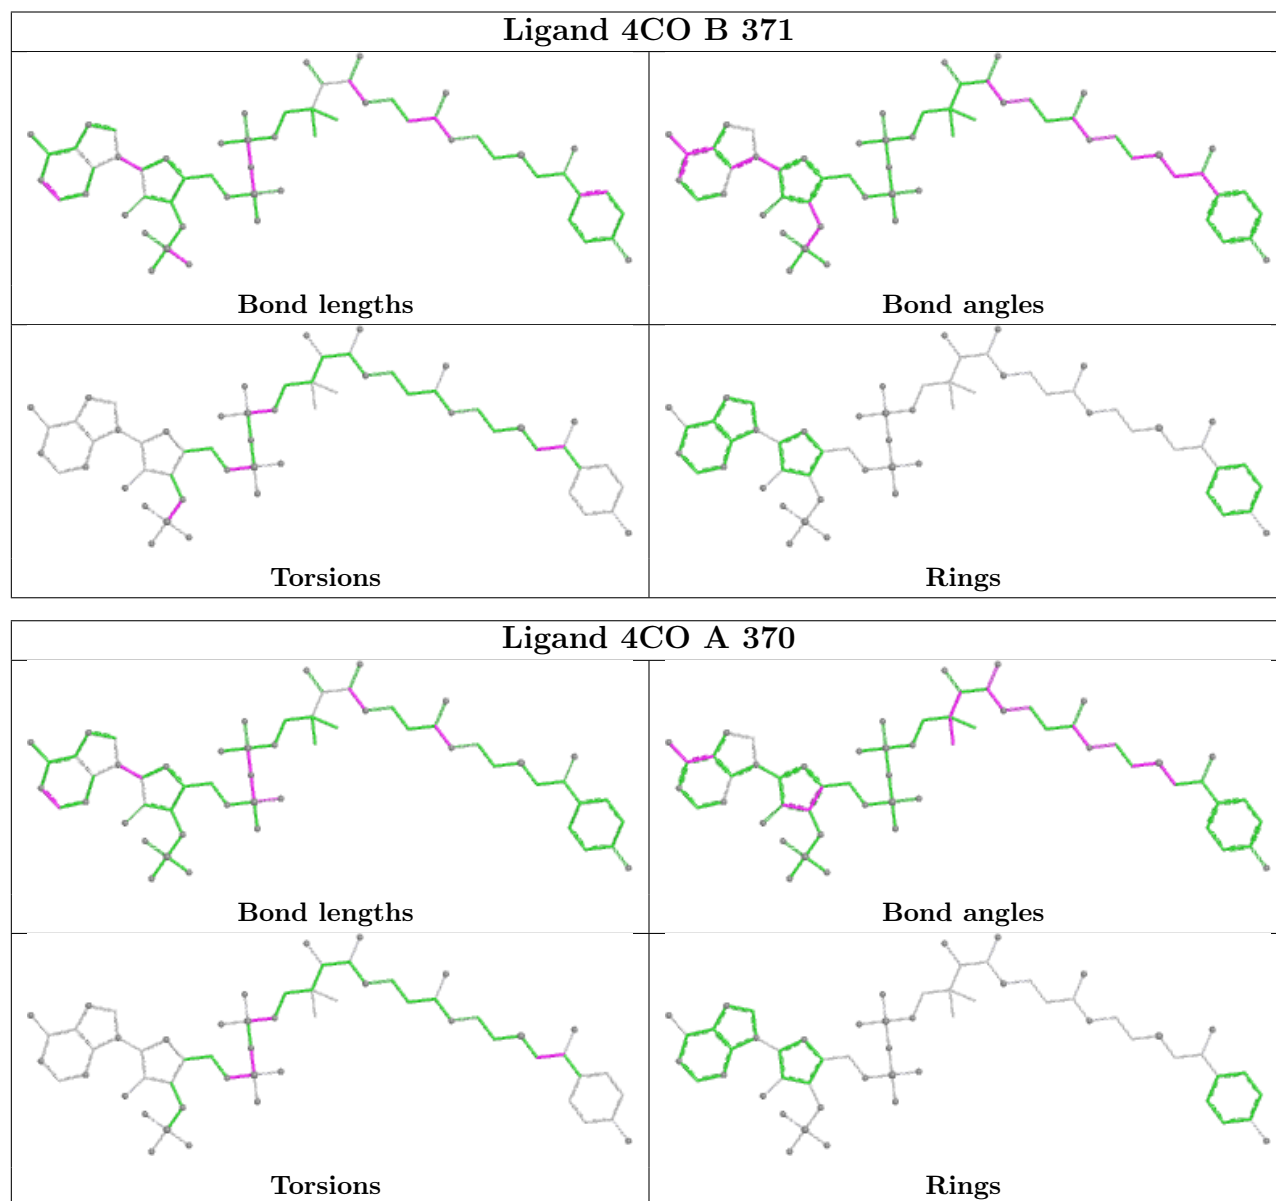 Ligand 4CO B 371
Bond lengths
Bond angles
Torsions
Rings
Ligand 4CO A 370
Bond lengths
Bond angles
Torsions
Rings